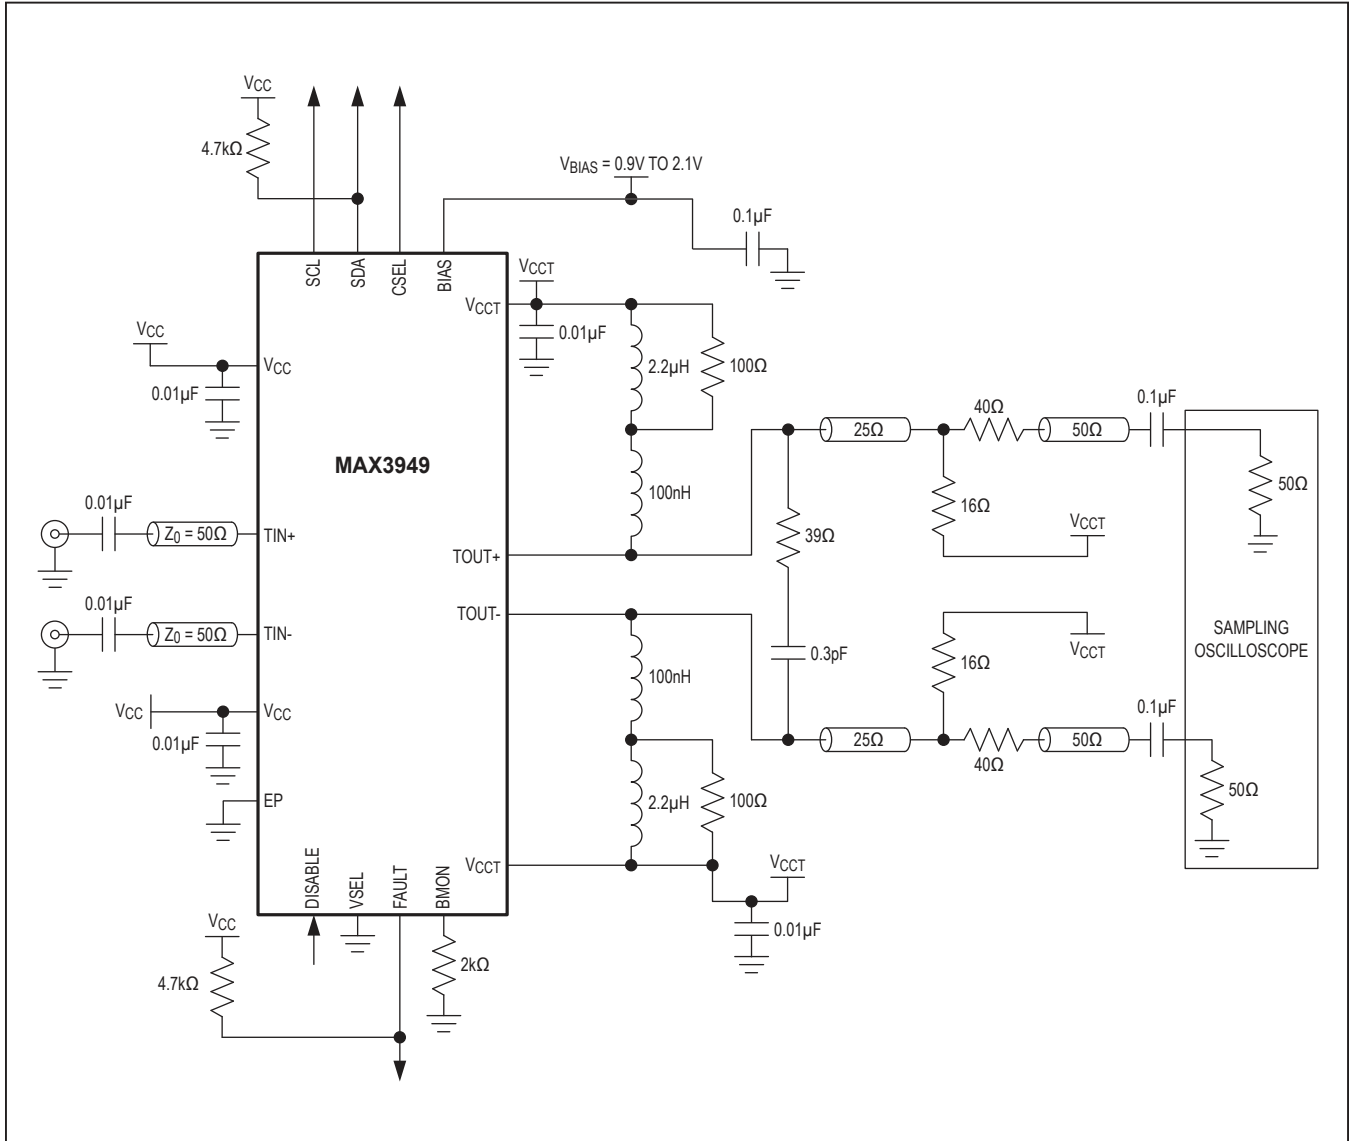 VCC
4.7kΩ
VBIAS = 0.9V TO 2.1V
0.1µF
SCL
SDA
CSEL
BIAS
VCCT
VCCT
0.01µF
2.2µH
100Ω
VCC
VCC
0.01µF
0.1µF
40Ω
25Ω
50Ω
MAX3949
100nH
16Ω
50Ω
0.01µF
VCCT
Z0 = 50Ω
TIN+
39Ω
TOUT+
0.01µF
TOUT-
Z0 = 50Ω
TIN-
SAMPLING
OSCILLOSCOPE
VCCT
0.3pF
16Ω
100nH
VCC
VCC
0.01µF
0.1µF
25Ω
50Ω
40Ω
50Ω
2.2µH
100Ω
EP
VCCT
VCCT
DISABLE
VSEL
FAULT
BMON
VCC
0.01µF
2kΩ
4.7kΩ